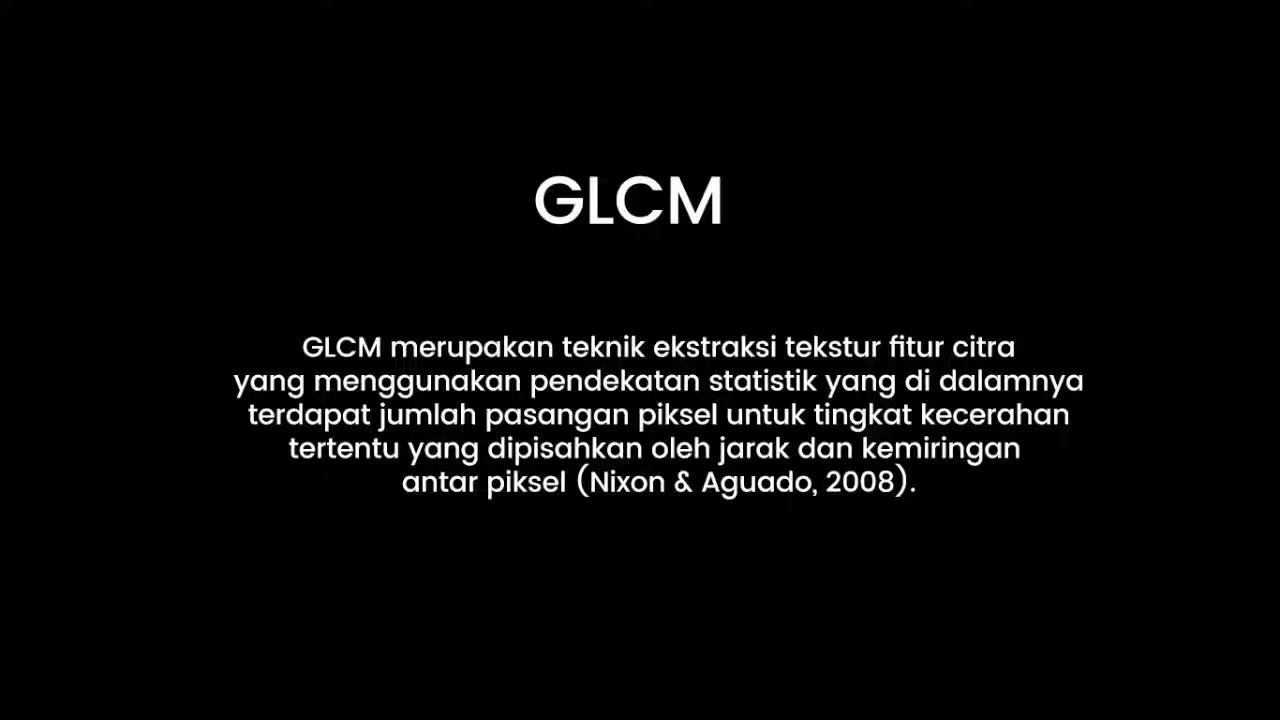 GLCM
GLCM merupakan teknik ekstraksi tekstur fitur citra
yang menggunakan pendekatan statistik yang di dalamnya
terdapat jumlah pasangan piksel untuk tingkat kecerahan
tertentu yang dipisahkan oleh jarak dan kemiringan
antar piksel (Nixon & Aguado, 2008).